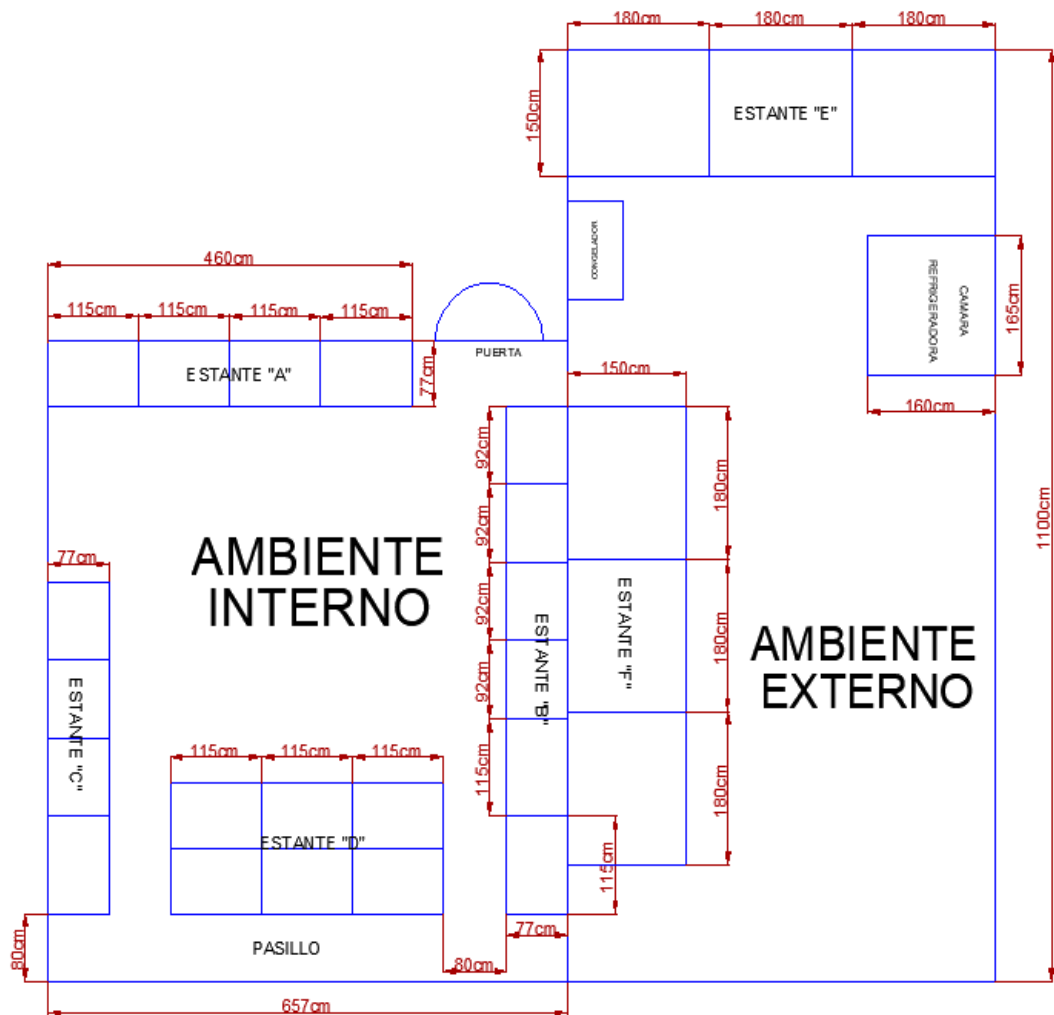 180cm
180cm
180cm
150cm
ESTANTE "E"
CONGELADOR
CAMARA
REFRIGERADORA
165cm
160cm
460cm
115cm
115cm
115cm
115cm
ESTANTE "A"
77cm
PUERTA
150cm
1100cm
92cm
92cm
92cm
92cm
115cm
115cm
ESTANTE "B"
180cm
180cm
180cm
ESTANTE "F"
AMBIENTE
INTERNO
AMBIENTE
EXTERNO
77cm
ESTANTE "C"
115cm
115cm
115cm
ESTANTE "D"
80cm
PASILLO
80cm
77cm
657cm